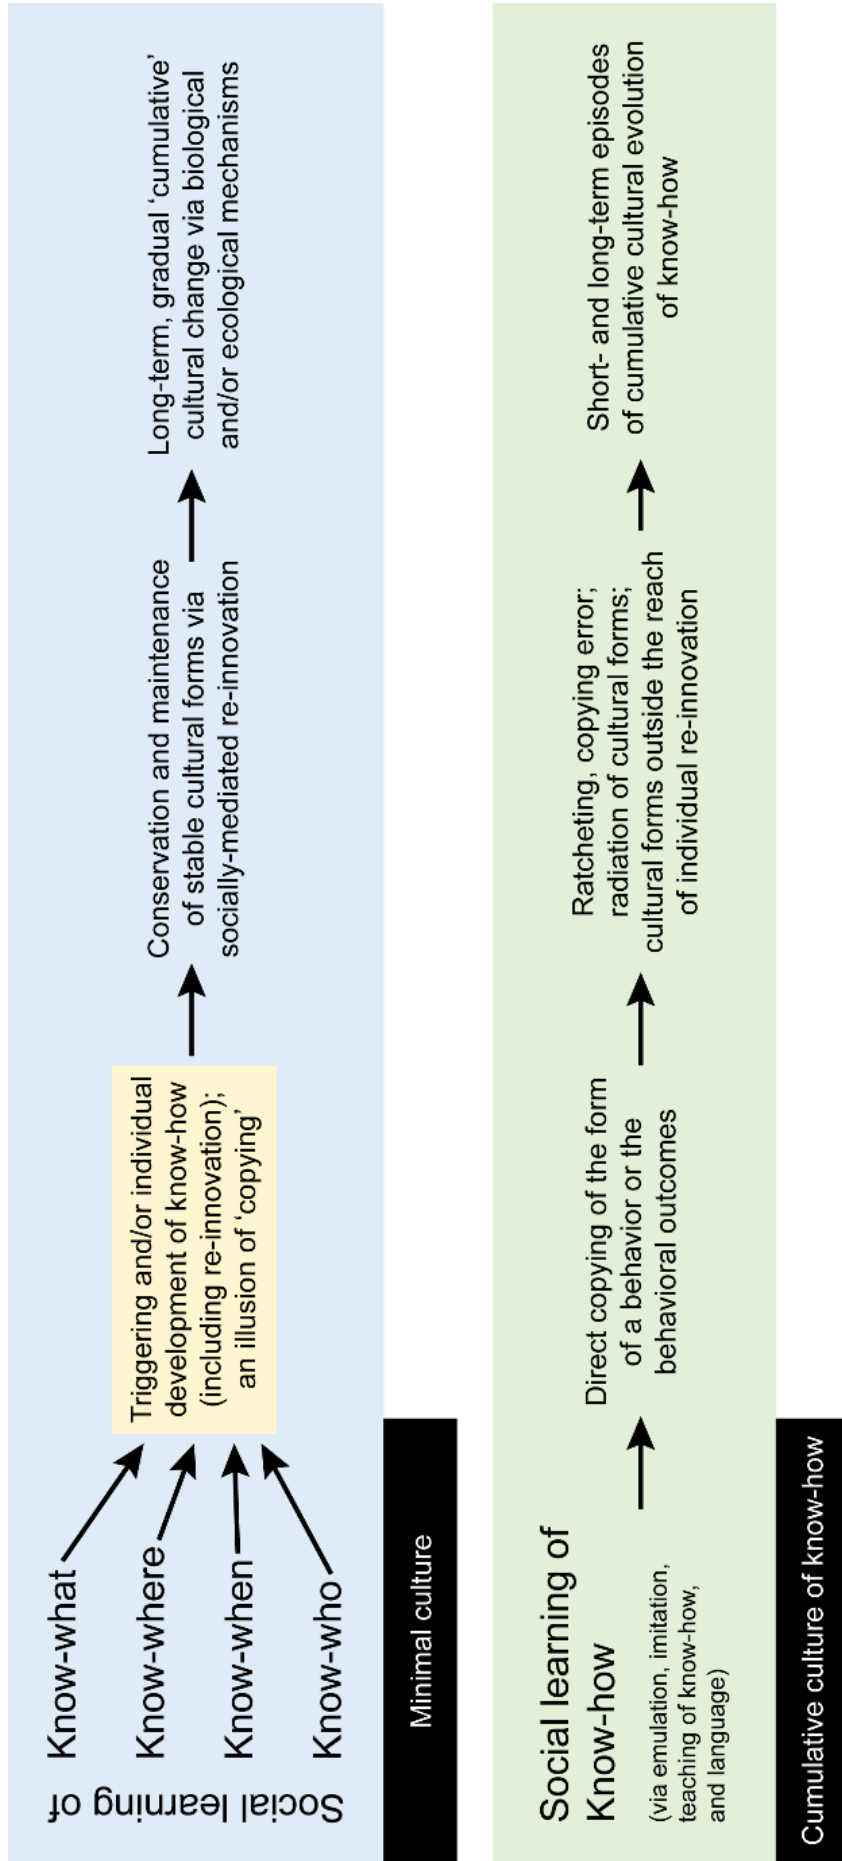 Social learning of
Know-what
Know-where
Know-when
Know-who
Triggering and/or individual
development of know-how
(including re-innovation);
an illusion of ‘copying’
Conservation and maintenance
of stable cultural forms via
socially-mediated re-innovation
Long-term, gradual ‘cumulative’
cultural change via biological
and/or ecological mechanisms
Minimal culture
Social learning of
Know-how
(via emulation, imitation,
teaching of know-how,
and language)
Direct copying of the form
of a behavior or the
behavioral outcomes
Ratcheting, copying error;
radiation of cultural forms;
cultural forms outside the reach
of individual re-innovation
Short- and long-term episodes
of cumulative cultural evolution
of know-how
Cumulative culture of know-how